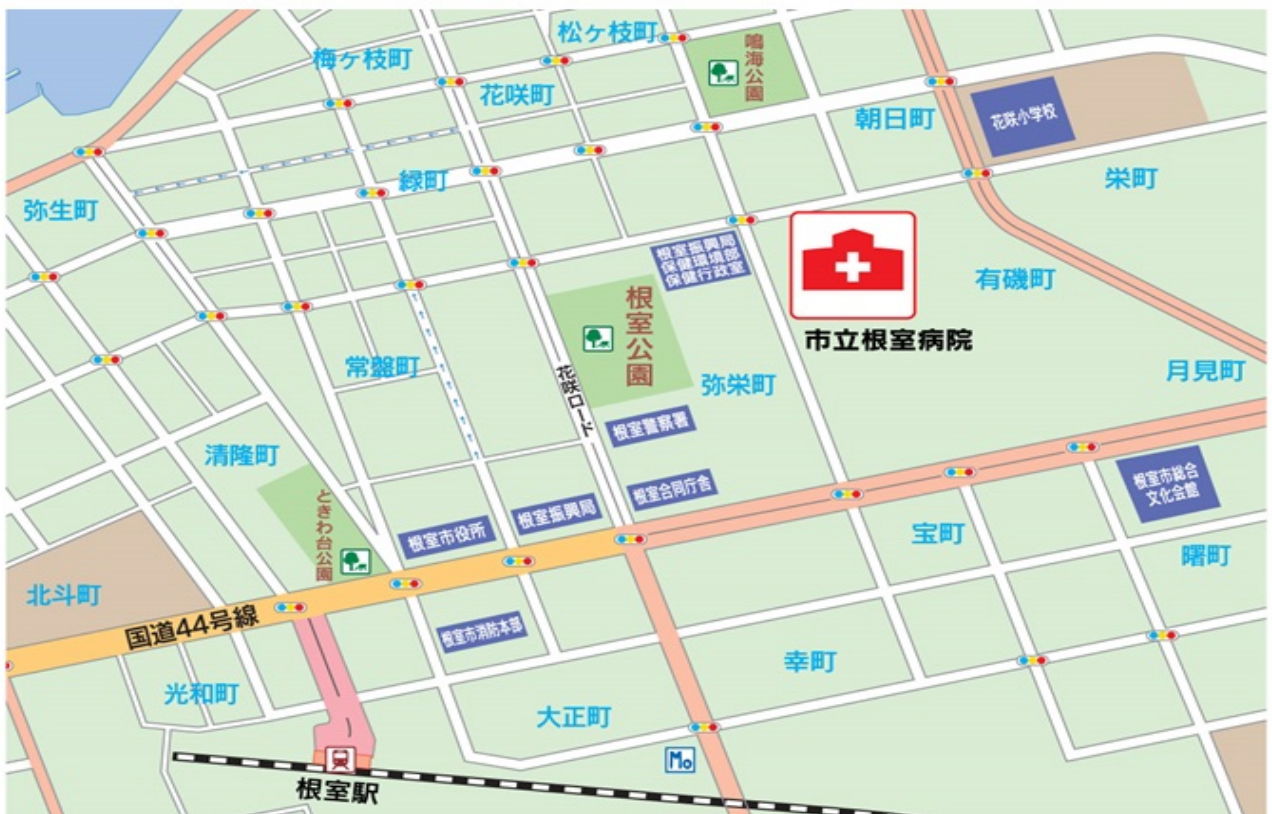 松ヶ枝町
梅ヶ枝町
鳴海公園
花咲町
朝日町
花咲小学校
緑町
栄町
弥生町
根室振興局
保健環境部
保健行政室
有磯町
根室公園
市立根室病院
常盤町
花咲ロード
弥栄町
月見町
根室警察署
清隆町
根室合同庁舎
根室市総合
文化会館
ときわ台公園
根室振興局
根室市役所
宝町
曙町
北斗町
国道44号線
根室市消防本部
幸町
光和町
大正町
Mo
根室駅